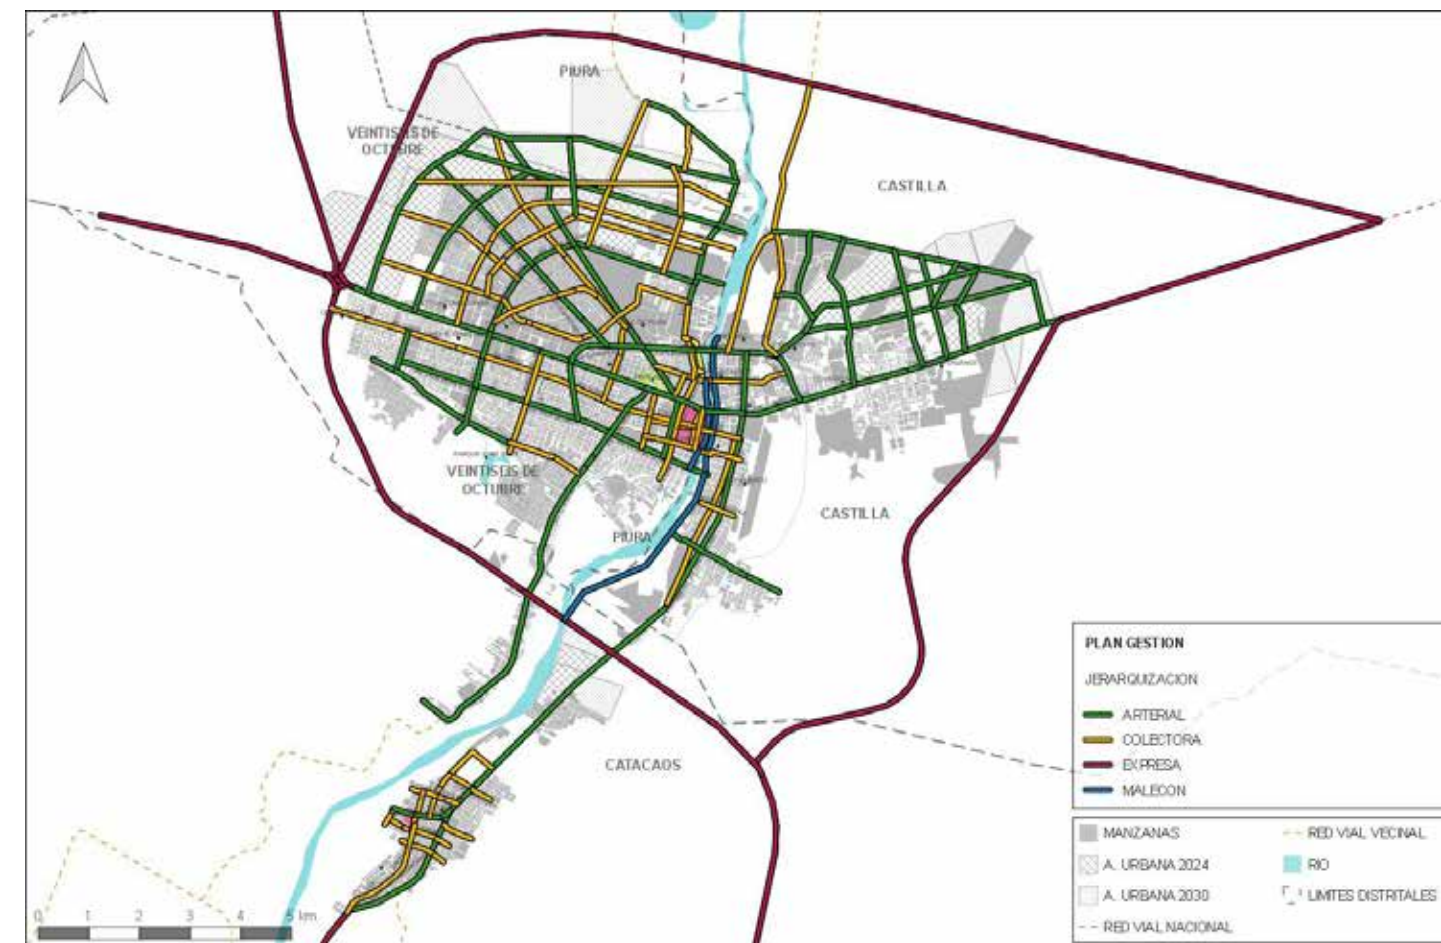 PIURA
VEINTISEIS DE
OCTUBRE
CASTILLA
VEINTISEIS DE
OCTUBRE
CASTILLA
PIURA
CATACAOS
PLAN GESTION
JERARQUIZACION
ARTERIAL
COLECTORA
EXPRESA
MALECON
MANZANAS
RED VIAL VECINAL
A. URBANA 2024
RIO
A. URBANA 2030
LIMITES DISTRITALES
RED VIAL NACIONAL
0 1 2 3 4 5 km